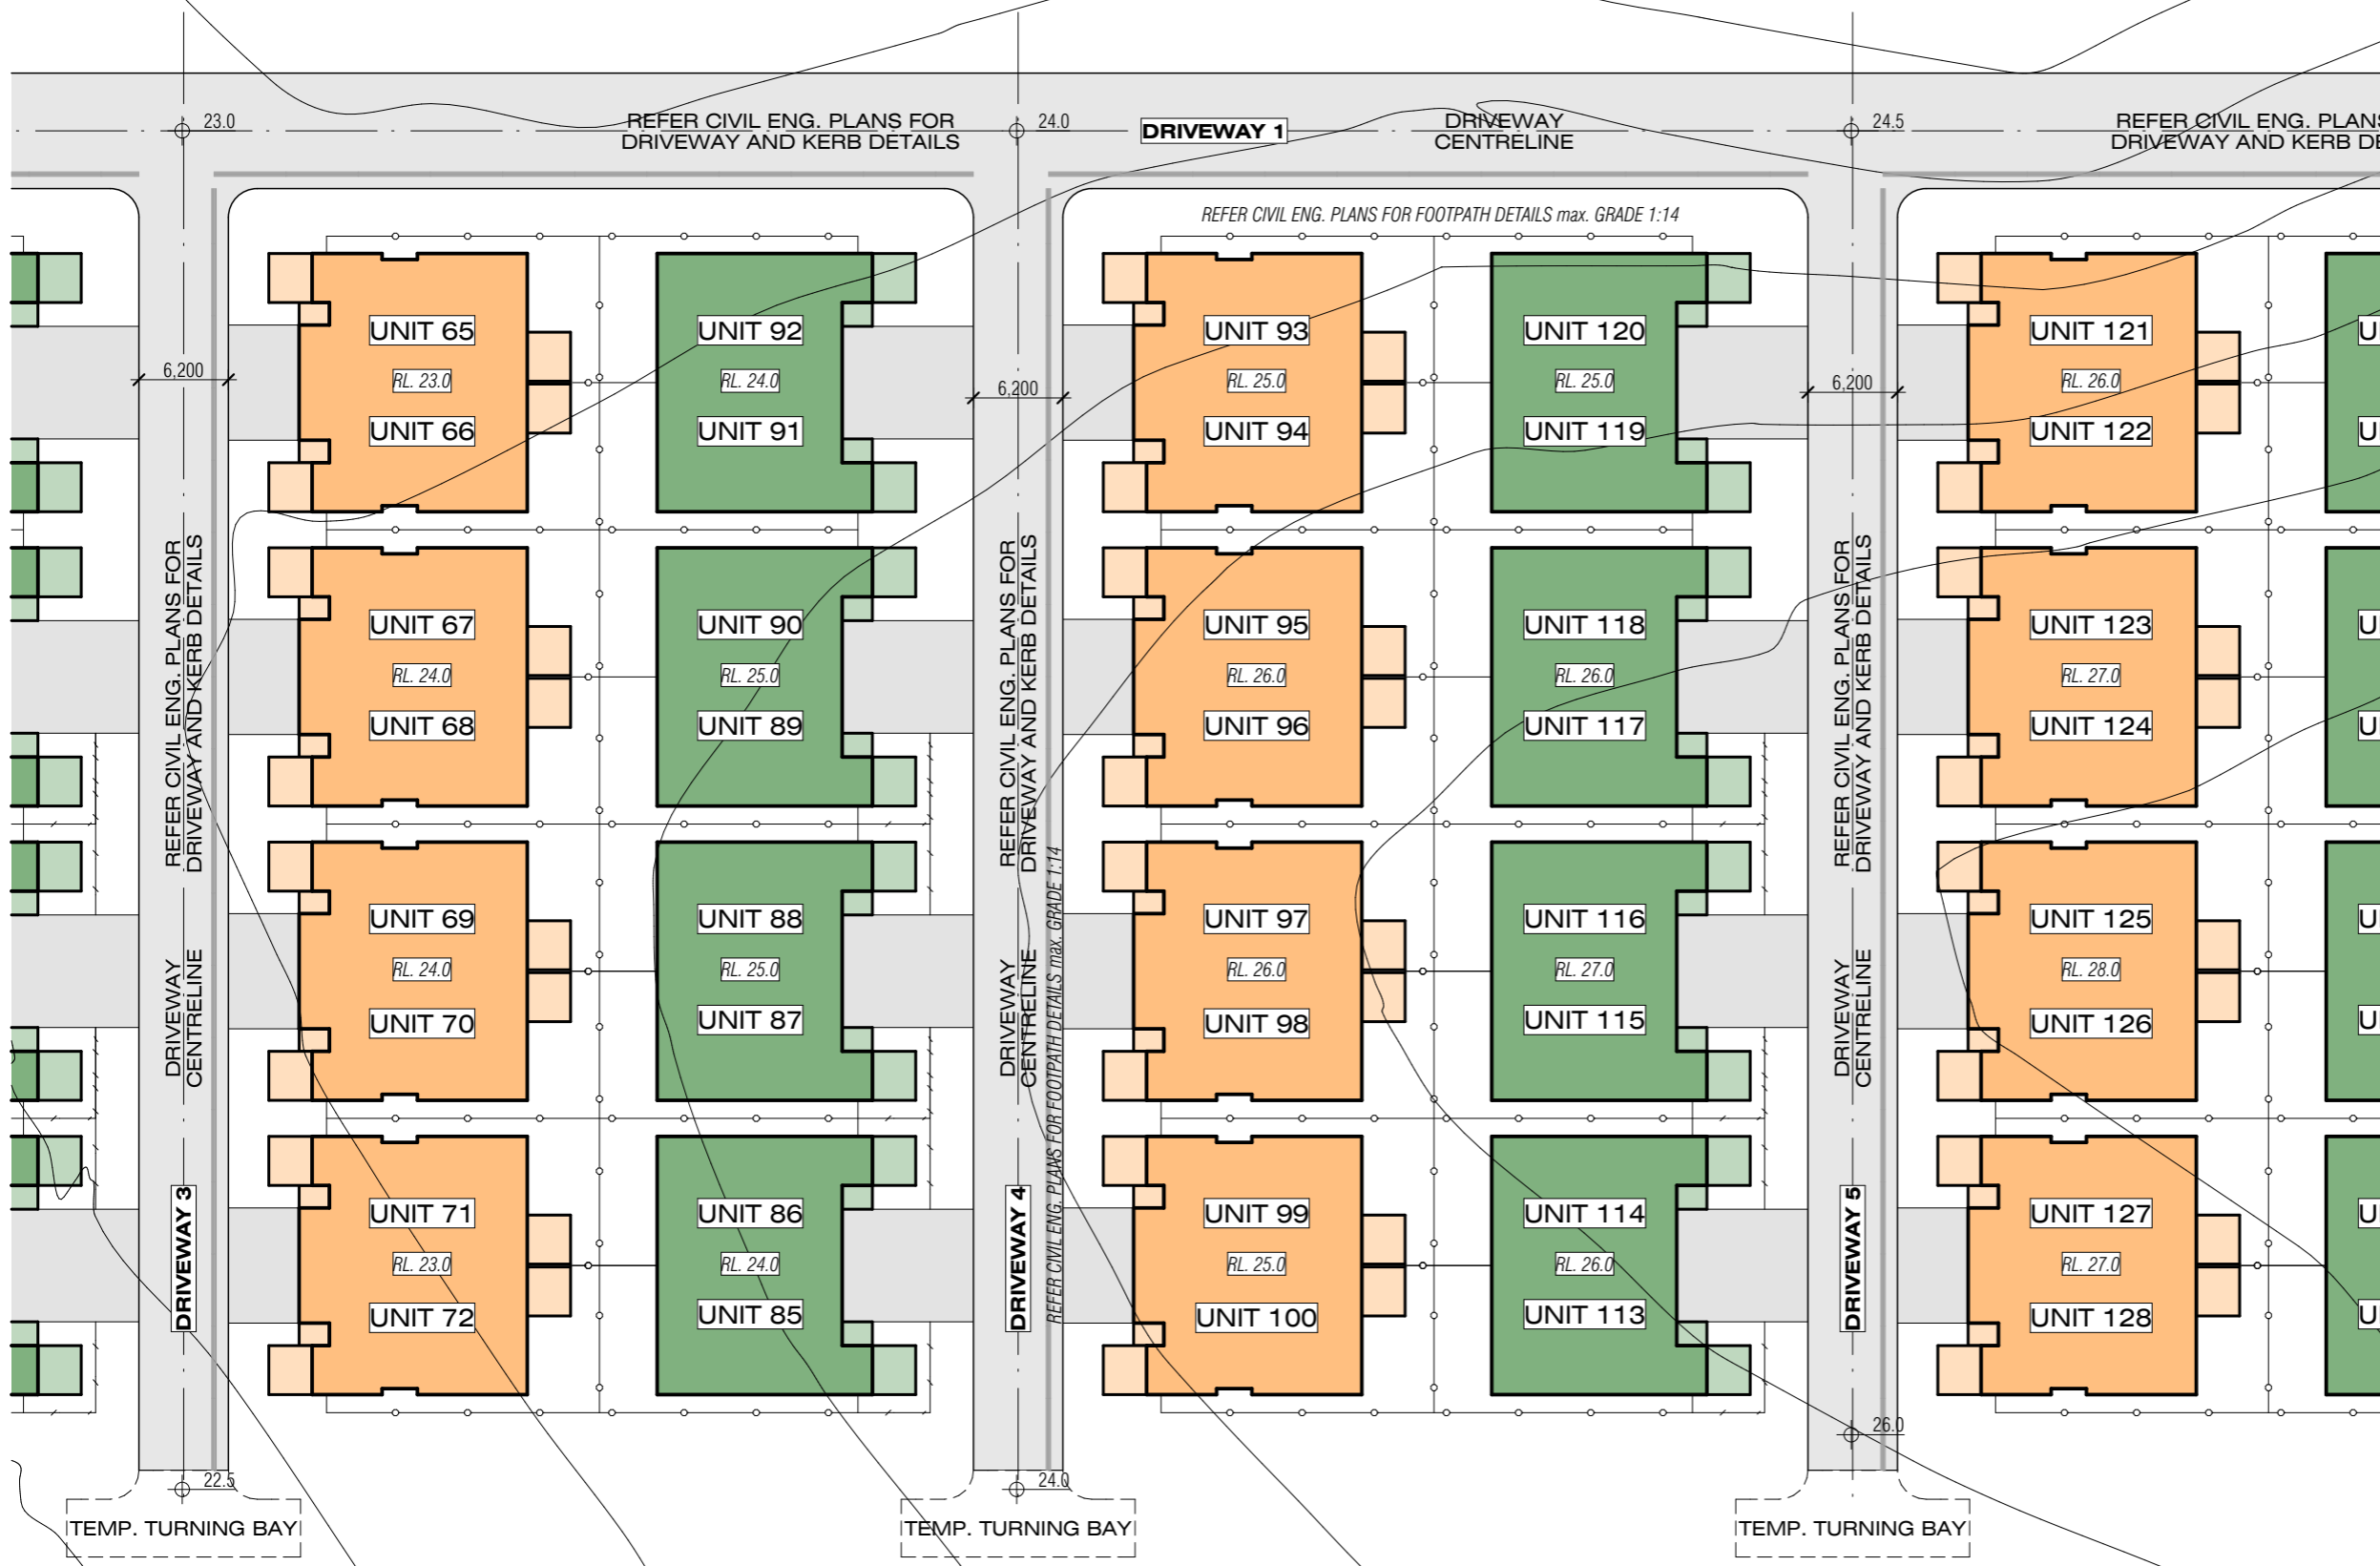 23.0
REFER CIVIL ENG. PLANS FOR
DRIVEWAY AND KERB DETAILS
24.0
DRIVEWAY 1
DRIVEWAY
CENTRELINE
24.5
REFER CIVIL ENG. PLANS
DRIVEWAY AND KERB DE
REFER CIVIL ENG. PLANS FOR FOOTPATH DETAILS max. GRADE 1:14
UNIT 65
UNIT 92
UNIT 93
UNIT 120
UNIT 121
U
6,200
RL. 23.0
RL. 24.0
6,200
RL. 25.0
RL. 25.0
6,200
RL. 26.0
UNIT 66
UNIT 91
UNIT 94
UNIT 119
UNIT 122
U
REFER CIVIL ENG. PLANS FOR
DRIVEWAY AND KERB DETAILS
REFER CIVIL ENG. PLANS FOR
DRIVEWAY AND KERB DETAILS
REFER CIVIL ENG. PLANS FOR
DRIVEWAY AND KERB DETAILS
UNIT 67
UNIT 90
UNIT 95
UNIT 118
UNIT 123
U
RL. 24.0
RL. 25.0
RL. 26.0
RL. 26.0
RL. 27.0
UNIT 68
UNIT 89
UNIT 96
UNIT 117
UNIT 124
U
REFER CIVIL ENG. PLANS FOR FOOTPATH DETAILS max. GRADE 1:14
UNIT 69
UNIT 88
UNIT 97
UNIT 116
UNIT 125
U
DRIVEWAY
CENTRELINE
RL. 24.0
RL. 25.0
DRIVEWAY
CENTRELINE
RL. 26.0
RL. 27.0
DRIVEWAY
CENTRELINE
RL. 28.0
UNIT 70
UNIT 87
UNIT 98
UNIT 115
UNIT 126
U
UNIT 71
UNIT 86
UNIT 99
UNIT 114
UNIT 127
U
DRIVEWAY 3
RL. 23.0
RL. 24.0
DRIVEWAY 4
RL. 25.0
RL. 26.0
DRIVEWAY 5
RL. 27.0
UNIT 72
UNIT 85
UNIT 100
UNIT 113
UNIT 128
U
26.0
22.5
24.0
TEMP. TURNING BAY
TEMP. TURNING BAY
TEMP. TURNING BAY